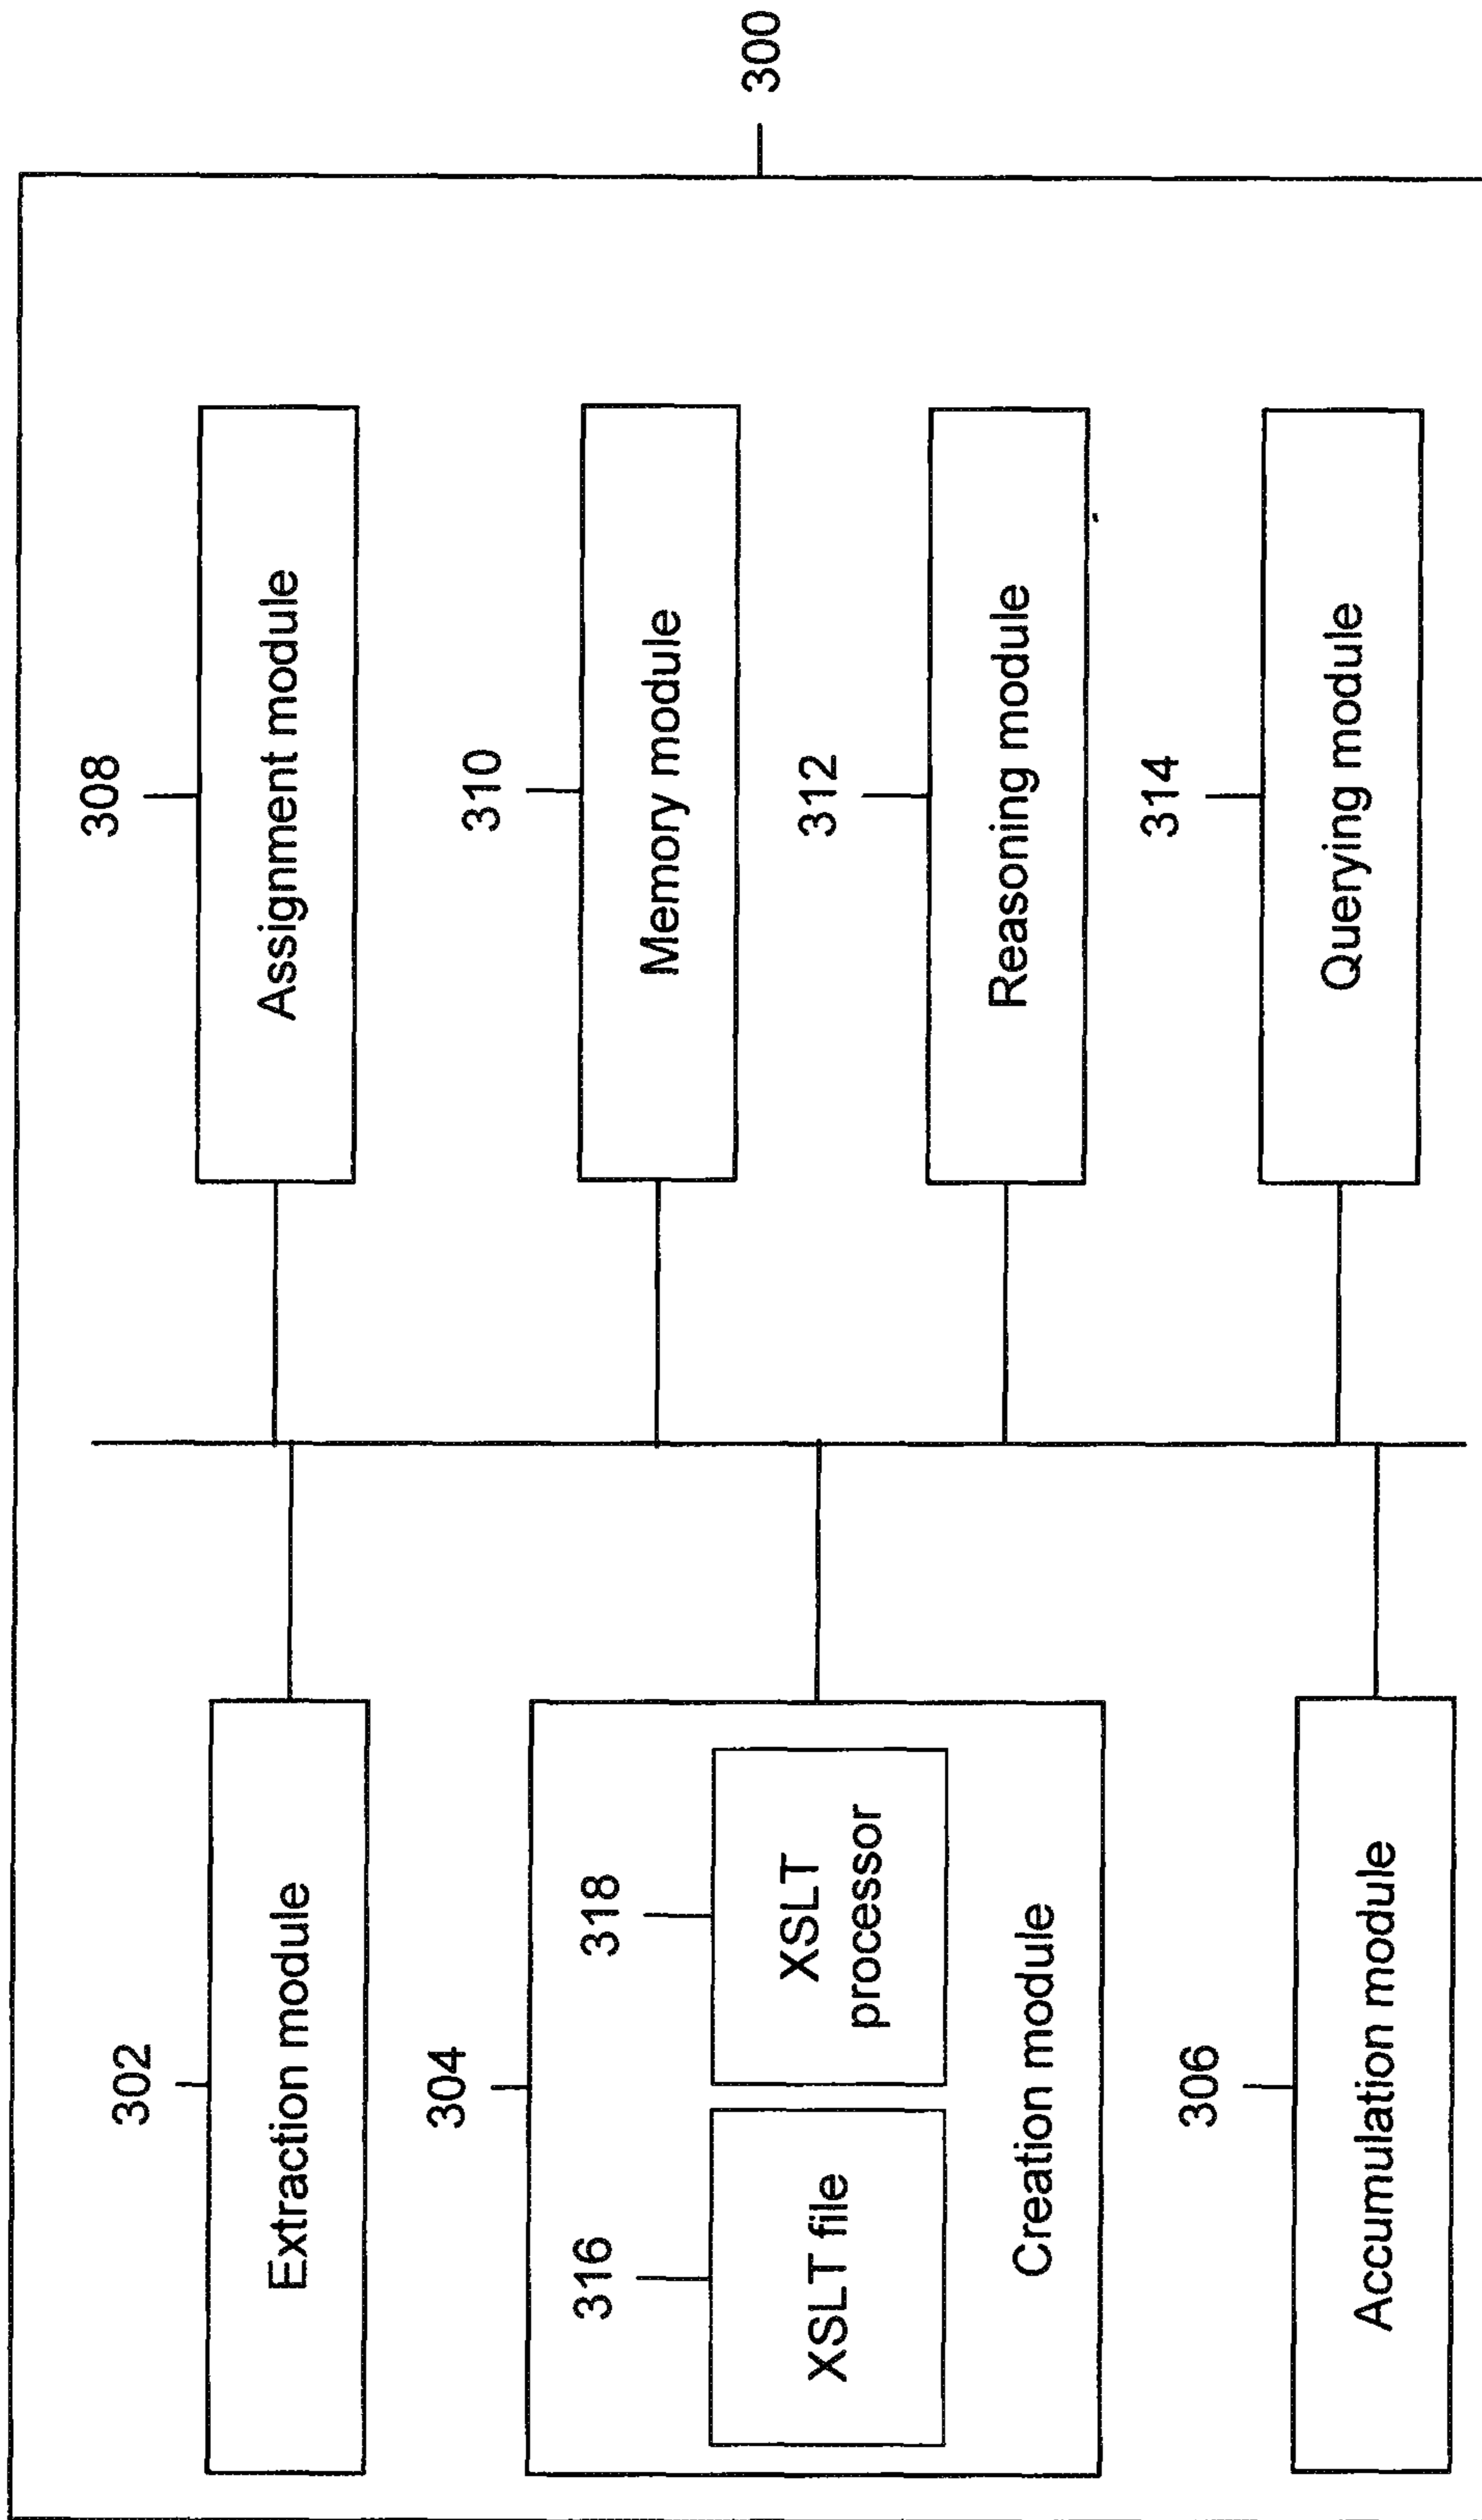 300
302
Extraction module
304
316
XSLT file
318
XSLT
processor
Creation module
306
Accumulation module
308
Assignment module
310
Memory module
312
Reasoning module
314
Querying module